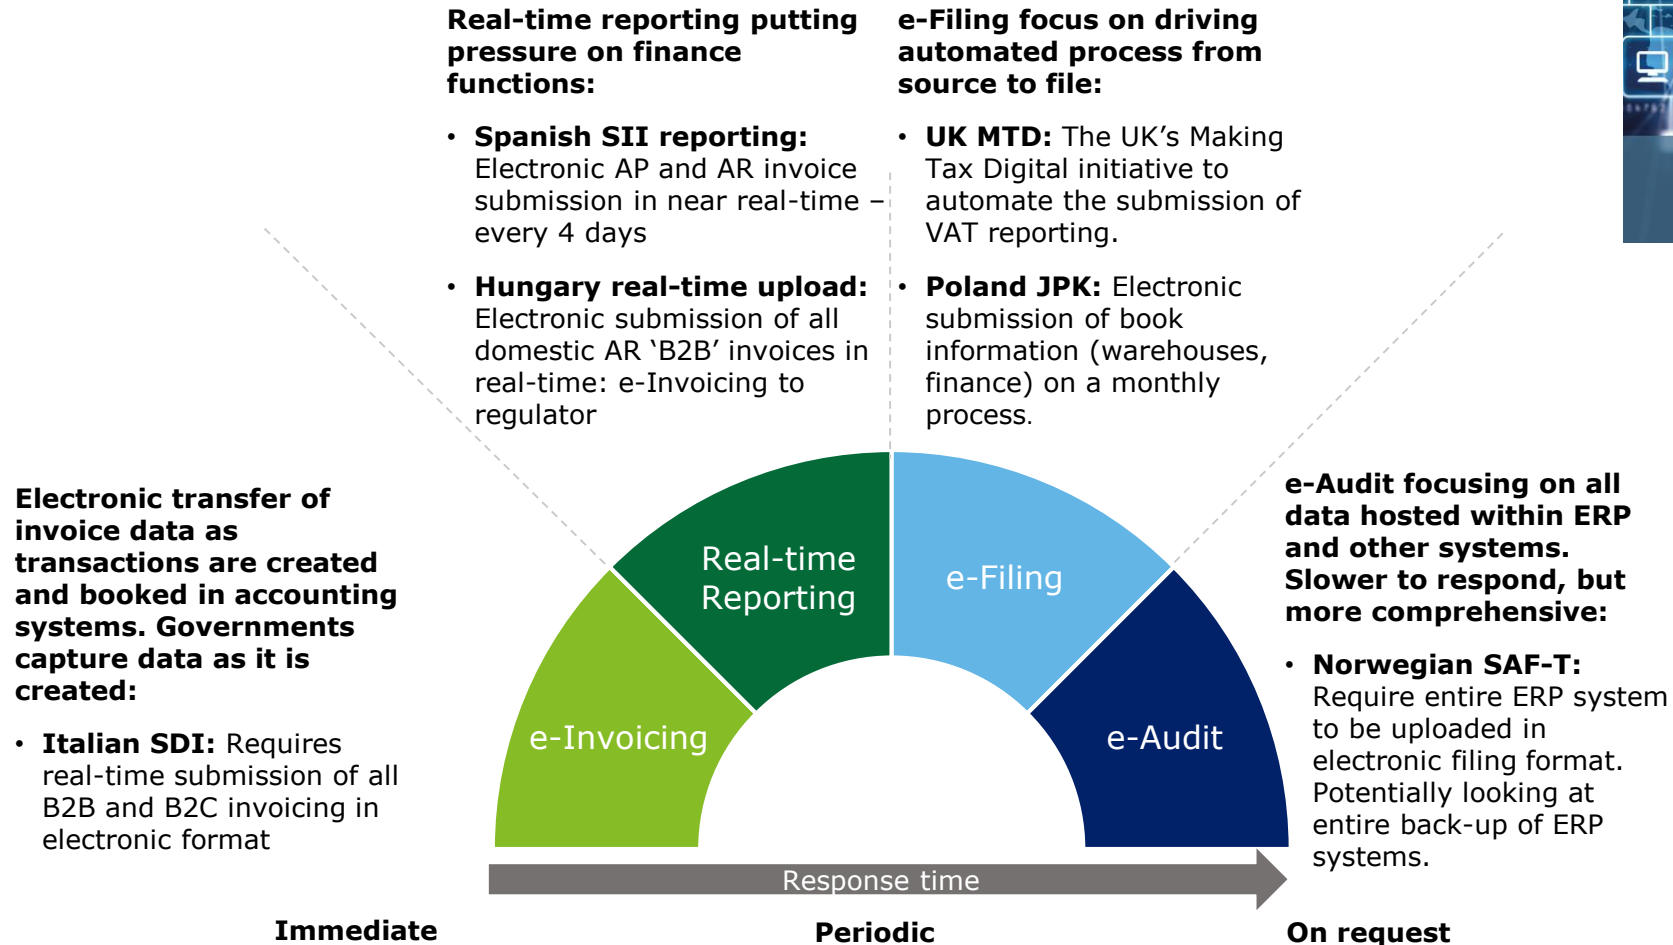 Real-time reporting putting
pressure on finance
functions:
• Spanish SII reporting:
Electronic AP and AR invoice
submission in near real-time –
every 4 days
• Hungary real-time upload:
Electronic submission of all
domestic AR ‘B2B’ invoices in
real-time: e-Invoicing to
regulator
e-Filing focus on driving
automated process from
source to file:
• UK MTD: The UK’s Making
Tax Digital initiative to
automate the submission of
VAT reporting.
• Poland JPK: Electronic
submission of book
information (warehouses,
finance) on a monthly
process.
Electronic transfer of
invoice data as
transactions are created
and booked in accounting
systems. Governments
capture data as it is
created:
• Italian SDI: Requires
real-time submission of all
B2B and B2C invoicing in
electronic format
e-Invoicing
Real-time
Reporting
e-Filing
e-Audit
e-Audit focusing on all
data hosted within ERP
and other systems.
Slower to respond, but
more comprehensive:
• Norwegian SAF-T:
Require entire ERP system
to be uploaded in
electronic filing format.
Potentially looking at
entire back-up of ERP
systems.
Response time
Immediate
Periodic
On request